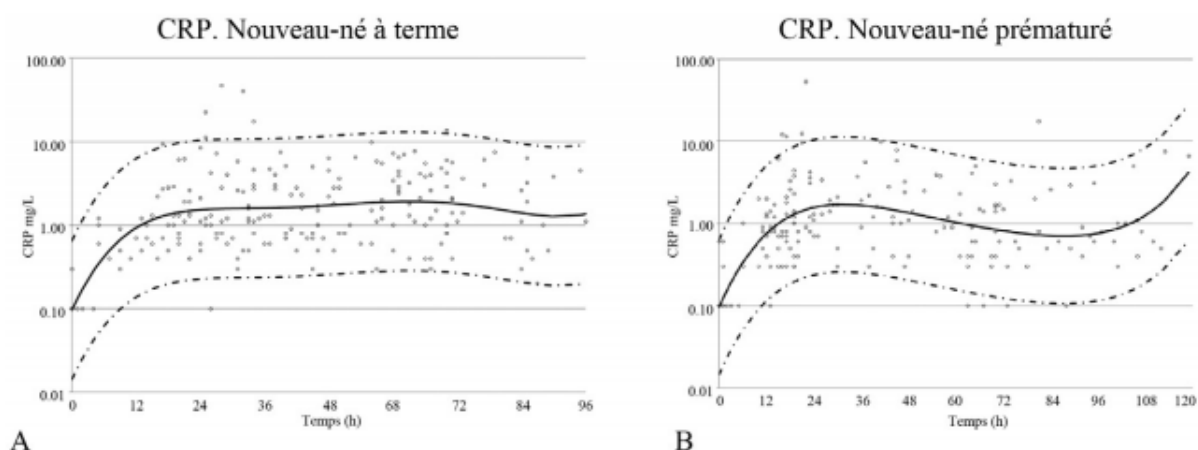 CRP. Nouveau-né à terme
100.00
10.00
1.00
0.10
0.01
CRP mg/L
0 12 24 36 48 60 68 72 84 96
Temps (h)
A
CRP. Nouveau-né prématuré
100.00
10.00
1.00
0.10
0.01
CRP mg/L
0 12 24 36 48 60 72 84 96 108 120
Temps (h)
B